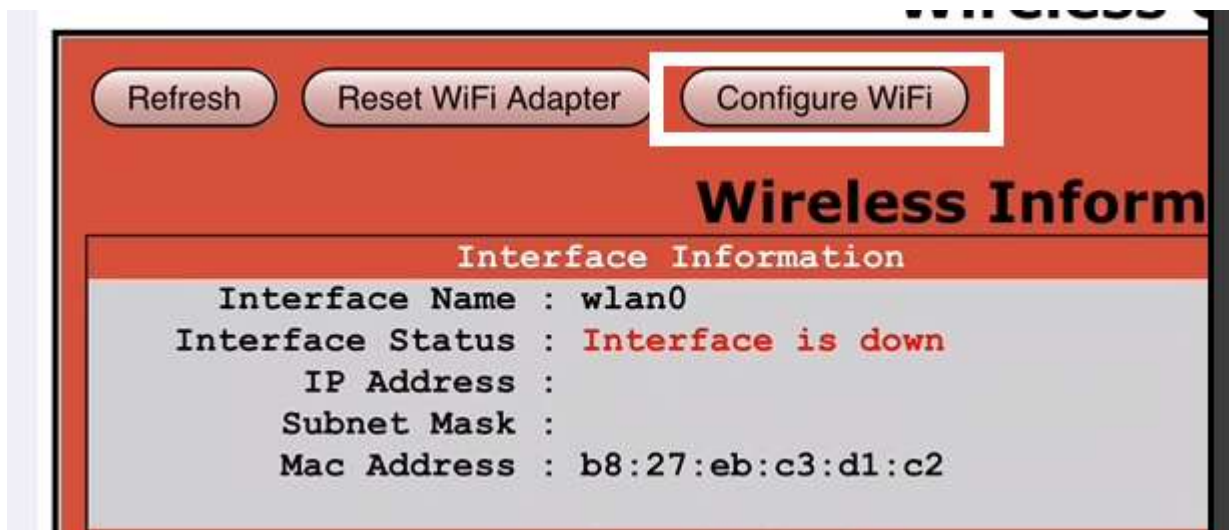 Wireless
Refresh Reset WiFi Adapter Configure WiFi
Wireless Inform
Interface Information
Interface Name : wlan0
Interface Status : Interface is down
IP Address :
Subnet Mask :
Mac Address : b8:27:eb:c3:d1:c2